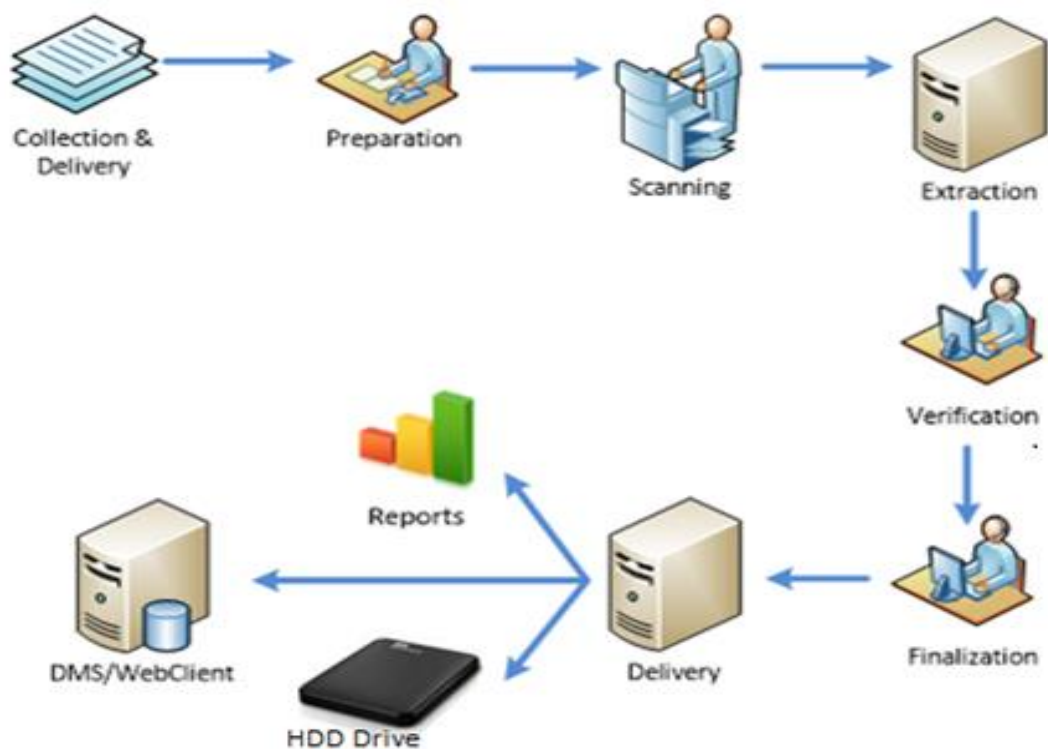 Collection &
Delivery
Preparation
Scanning
Extraction
Verification
Finalization
Delivery
Reports
DMS/WebClient
HDD Drive